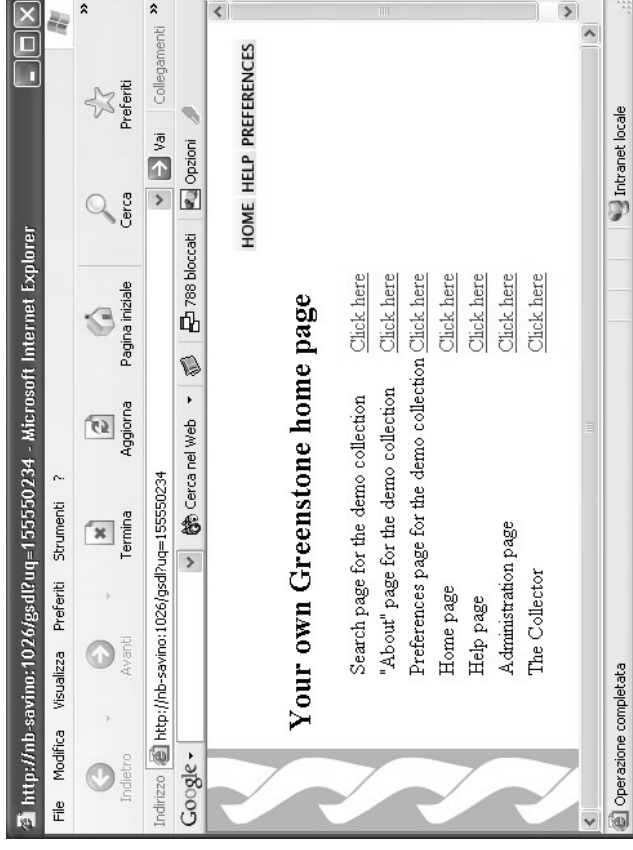 http://nb-savino:1026/gsdl?uq=155550234 - Microsoft Internet Explorer
File Modifica Visualizza Preferiti Strumenti ?
Indietro Avanti Termina Aggiorna Pagina iniziale Cerca Preferiti »
Indirizzo http://nb-savino:1026/gsdl?uq=155550234 Vai Collegamenti »
Google Cerca nel Web 788 bloccati Opzioni
HOME HELP PREFERENCES
Your own Greenstone home page
Search page for the demo collection Click here
"About" page for the demo collection Click here
Preferences page for the demo collection Click here
Home page Click here
Help page Click here
Administration page Click here
The Collector Click here
Operazione completata Intranet locale